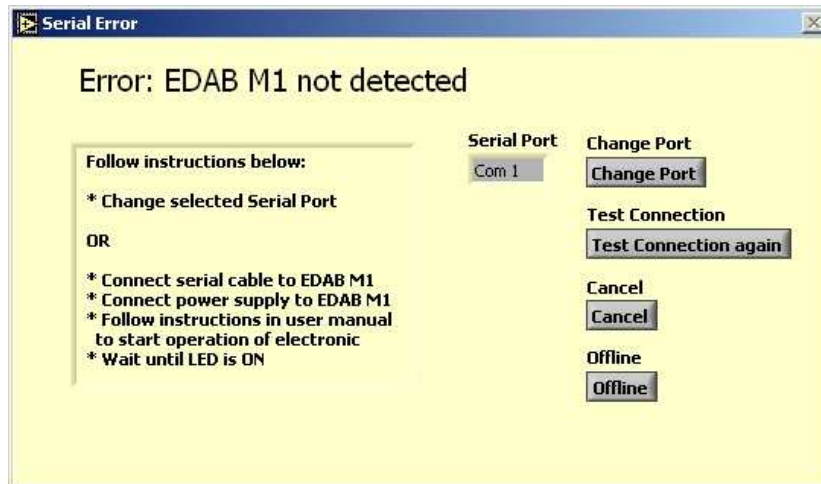 Serial Error
Error: EDAB M1 not detected
Follow instructions below:
* Change selected Serial Port
OR
* Connect serial cable to EDAB M1
* Connect power supply to EDAB M1
* Follow instructions in user manual
to start operation of electronic
* Wait until LED is ON
Serial Port
Com 1
Change Port
Change Port
Test Connection
Test Connection again
Cancel
Cancel
Offline
Offline